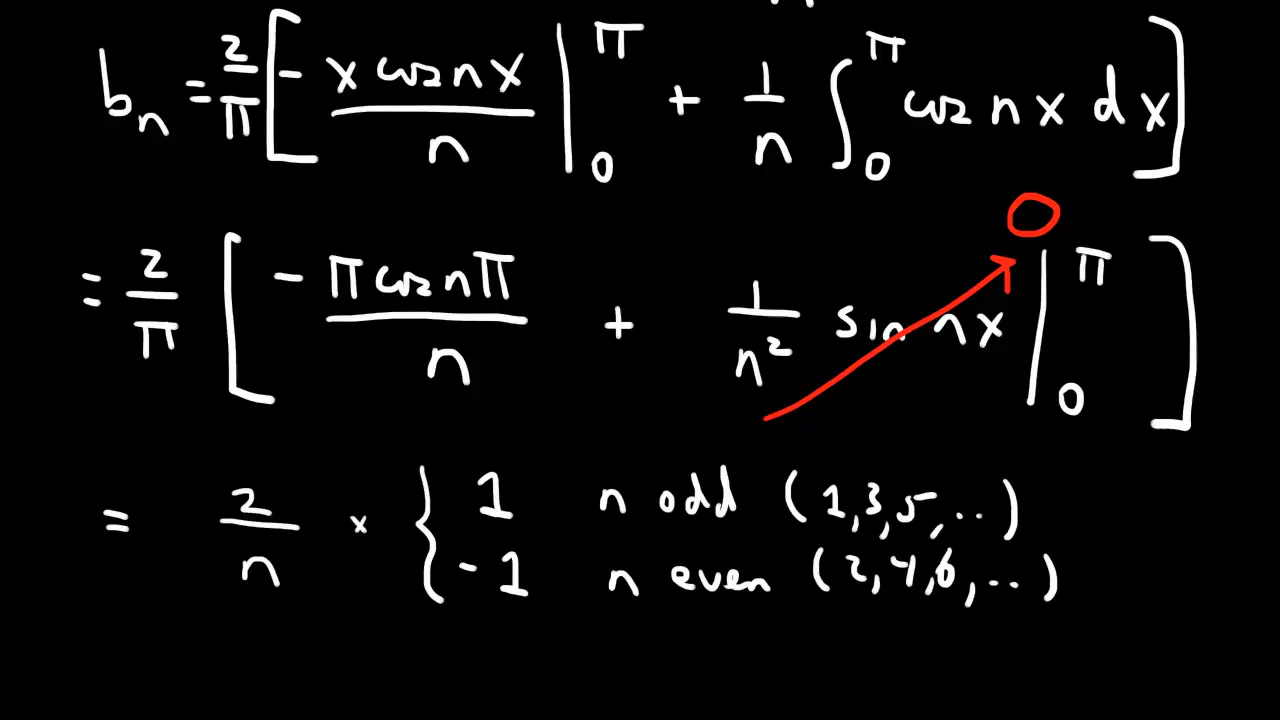 bₙ = 2/π [ - x cos nx / n |₀^π + 1/n ∫₀^π cos nx dx ]
= 2/π [ - π cos nπ / n + 1/n² sin nx |₀^π ] 0
= 2/n × { 1 n odd (1,3,5,..)
-1 n even (2,4,6,..)